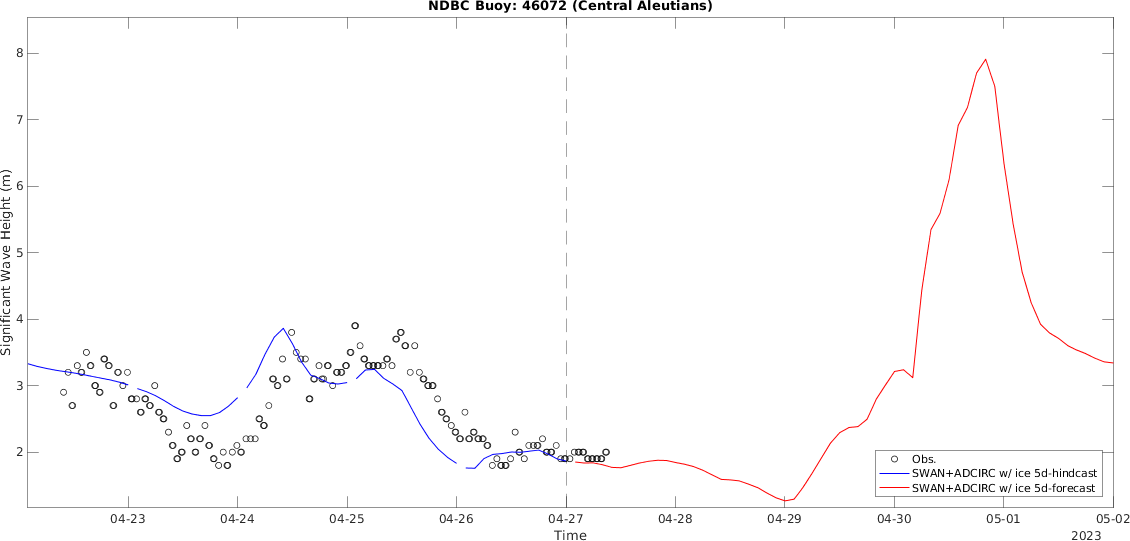 NDBC Buoy: 46072 (Central Aleutians)
Significant Wave Height (m)
8
7
6
5
4
3
2
Obs.
SWAN+ADCIRC w/ ice 5d-hindcast
SWAN+ADCIRC w/ ice 5d-forecast
04-23 04-24 04-25 04-26 04-27 04-28 04-29 04-30 05-01 05-02
Time
2023